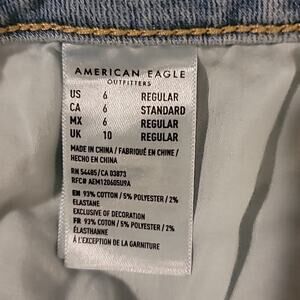 AMERICAN EAGLE
OUTFITTERS
US 6 REGULAR
CA 6 STANDARD
MX 6 REGULAR
UK 10 REGULAR
MADE IN CHINA / FABRIQUÉ EN CHINE /
HECHO EN CHINA
RN 54485/CA 03873
RFC# AEM120605U9A
EN 93% COTTON / 5% POLYESTER / 2%
ELASTANE
EXCLUSIVE OF DECORATION
FR 93% COTON / 5% POLYESTER / 2%
ÉLASTHANNE
À L'EXCEPTION DE LA GARNITURE